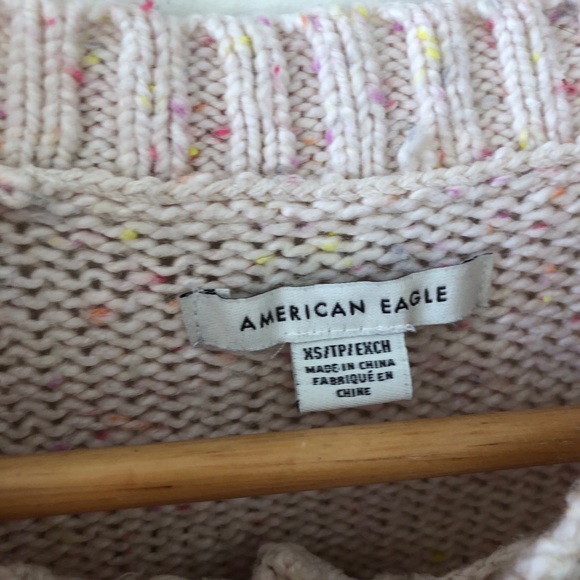 AMERICAN EAGLE
XS/TP/EXCH
MADE IN CHINA
FABRIQUÉ EN
CHINE